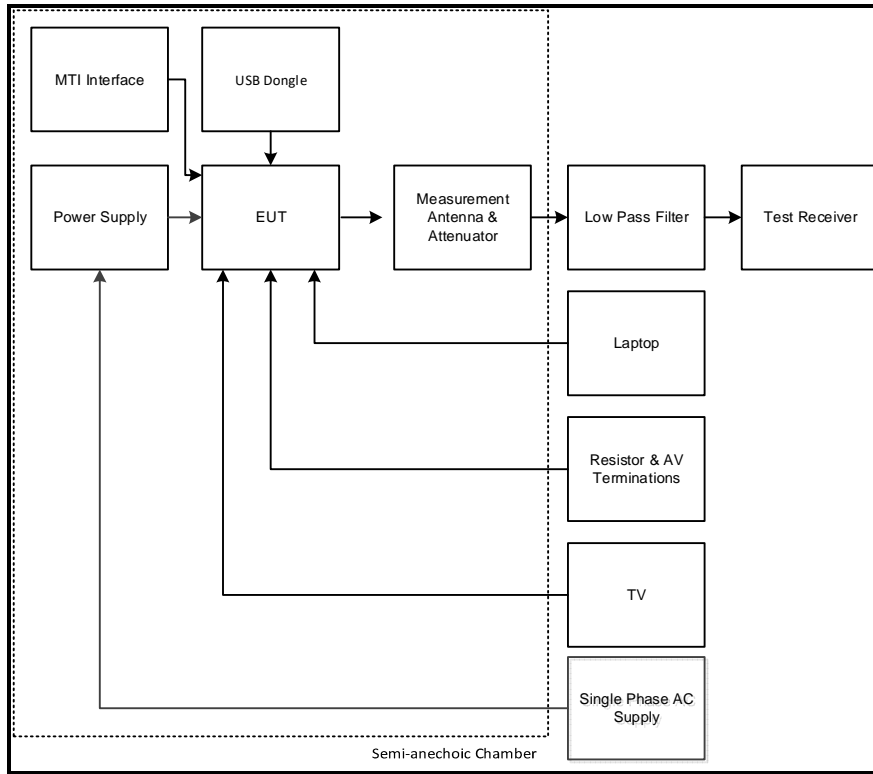 MTI Interface
USB Dongle
Power Supply
EUT
Measurement
Antenna &
Attenuator
Low Pass Filter
Test Receiver
Laptop
Resistor & AV
Terminations
TV
Single Phase AC
Supply
Semi-anechoic Chamber